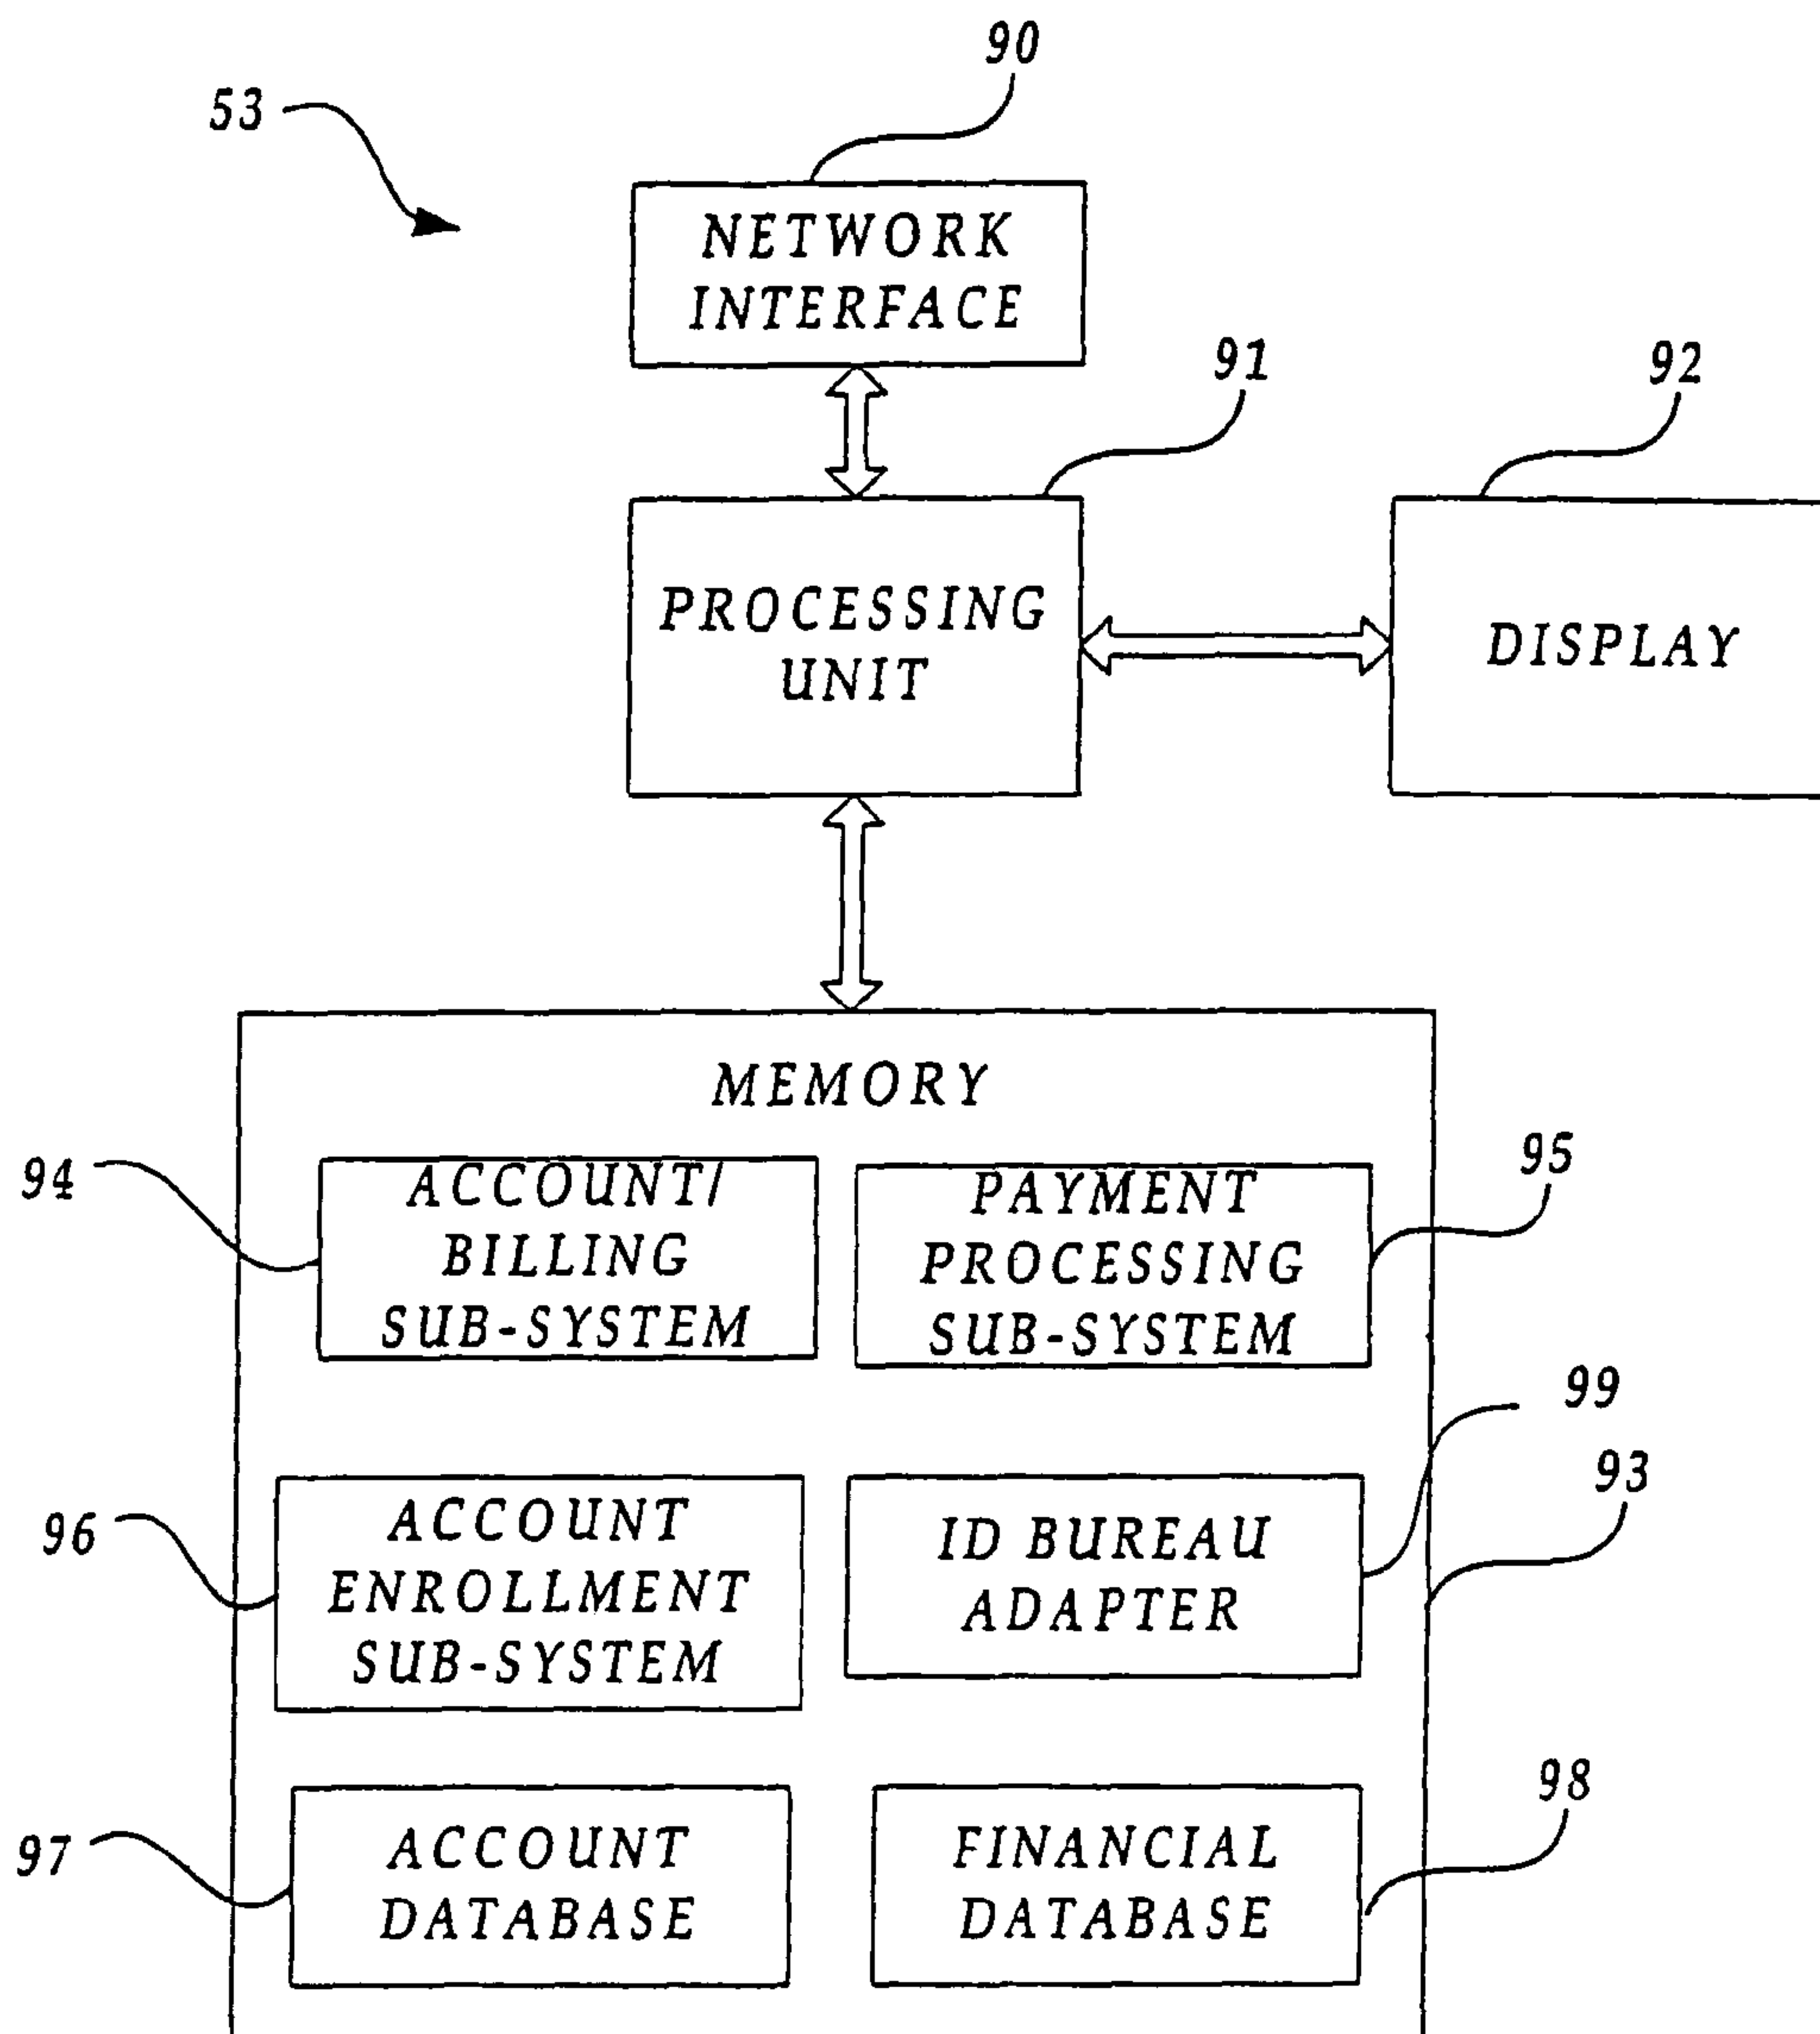 90
53
NETWORK
INTERFACE
91
92
PROCESSING
UNIT
DISPLAY
MEMORY
94
ACCOUNT/
BILLING
SUB-SYSTEM
95
PAYMENT
PROCESSING
SUB-SYSTEM
99
93
96
ACCOUNT
ENROLLMENT
SUB-SYSTEM
ID BUREAU
ADAPTER
98
97
ACCOUNT
DATABASE
FINANCIAL
DATABASE